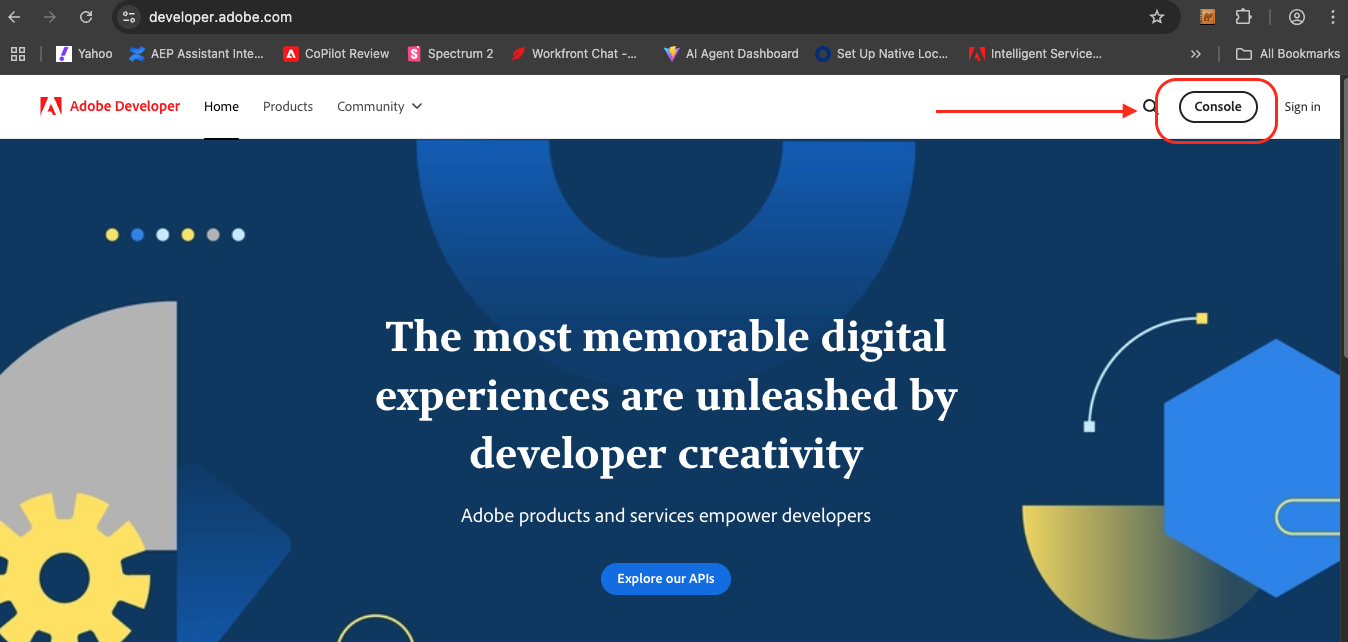 developer.adobe.com
Yahoo
AEP Assistant Inte...
CoPilot Review
Spectrum 2
Workfront Chat -...
AI Agent Dashboard
Set Up Native Loc...
Intelligent Service...
All Bookmarks
Adobe Developer
Home
Products
Community
Console
Sign in
The most memorable digital
experiences are unleashed by
developer creativity
Adobe products and services empower developers
Explore our APIs